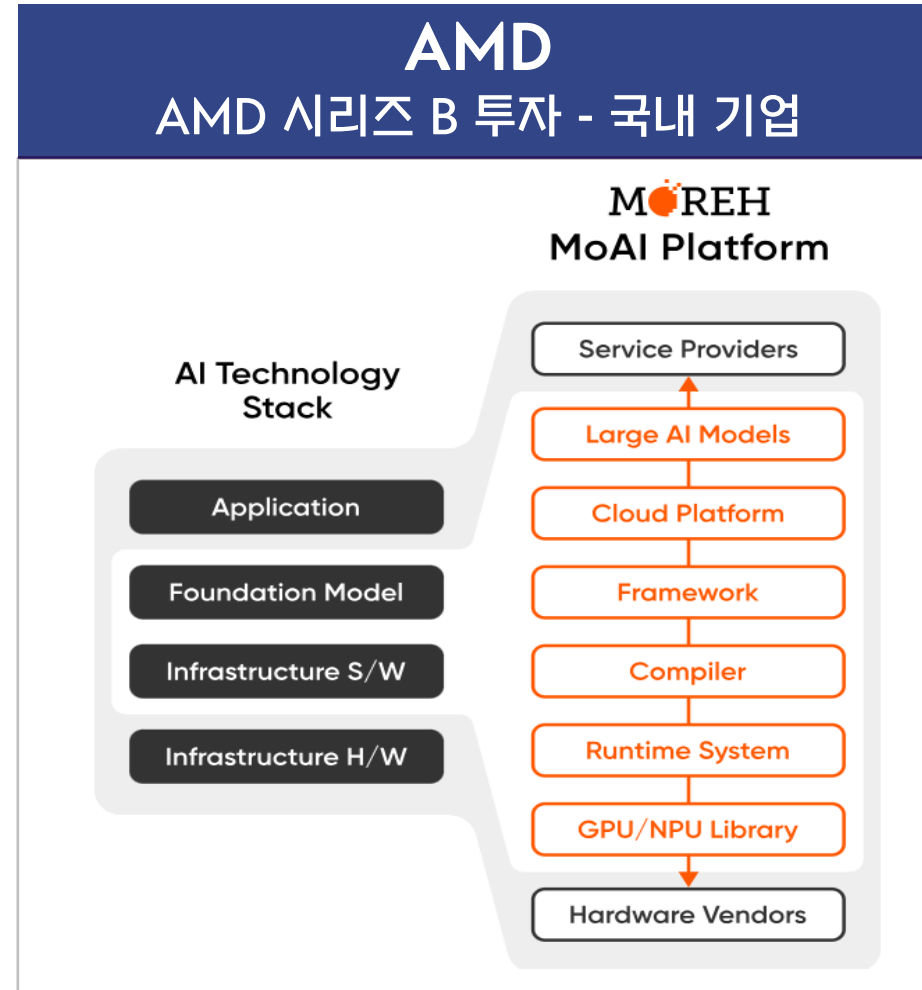 AMD
AMD 시리즈 B 투자 - 국내 기업
MOREH
MoAI Platform
AI Technology
Stack
Application
Foundation Model
Infrastructure S/W
Infrastructure H/W
Service Providers
Large AI Models
Cloud Platform
Framework
Compiler
Runtime System
GPU/NPU Library
Hardware Vendors